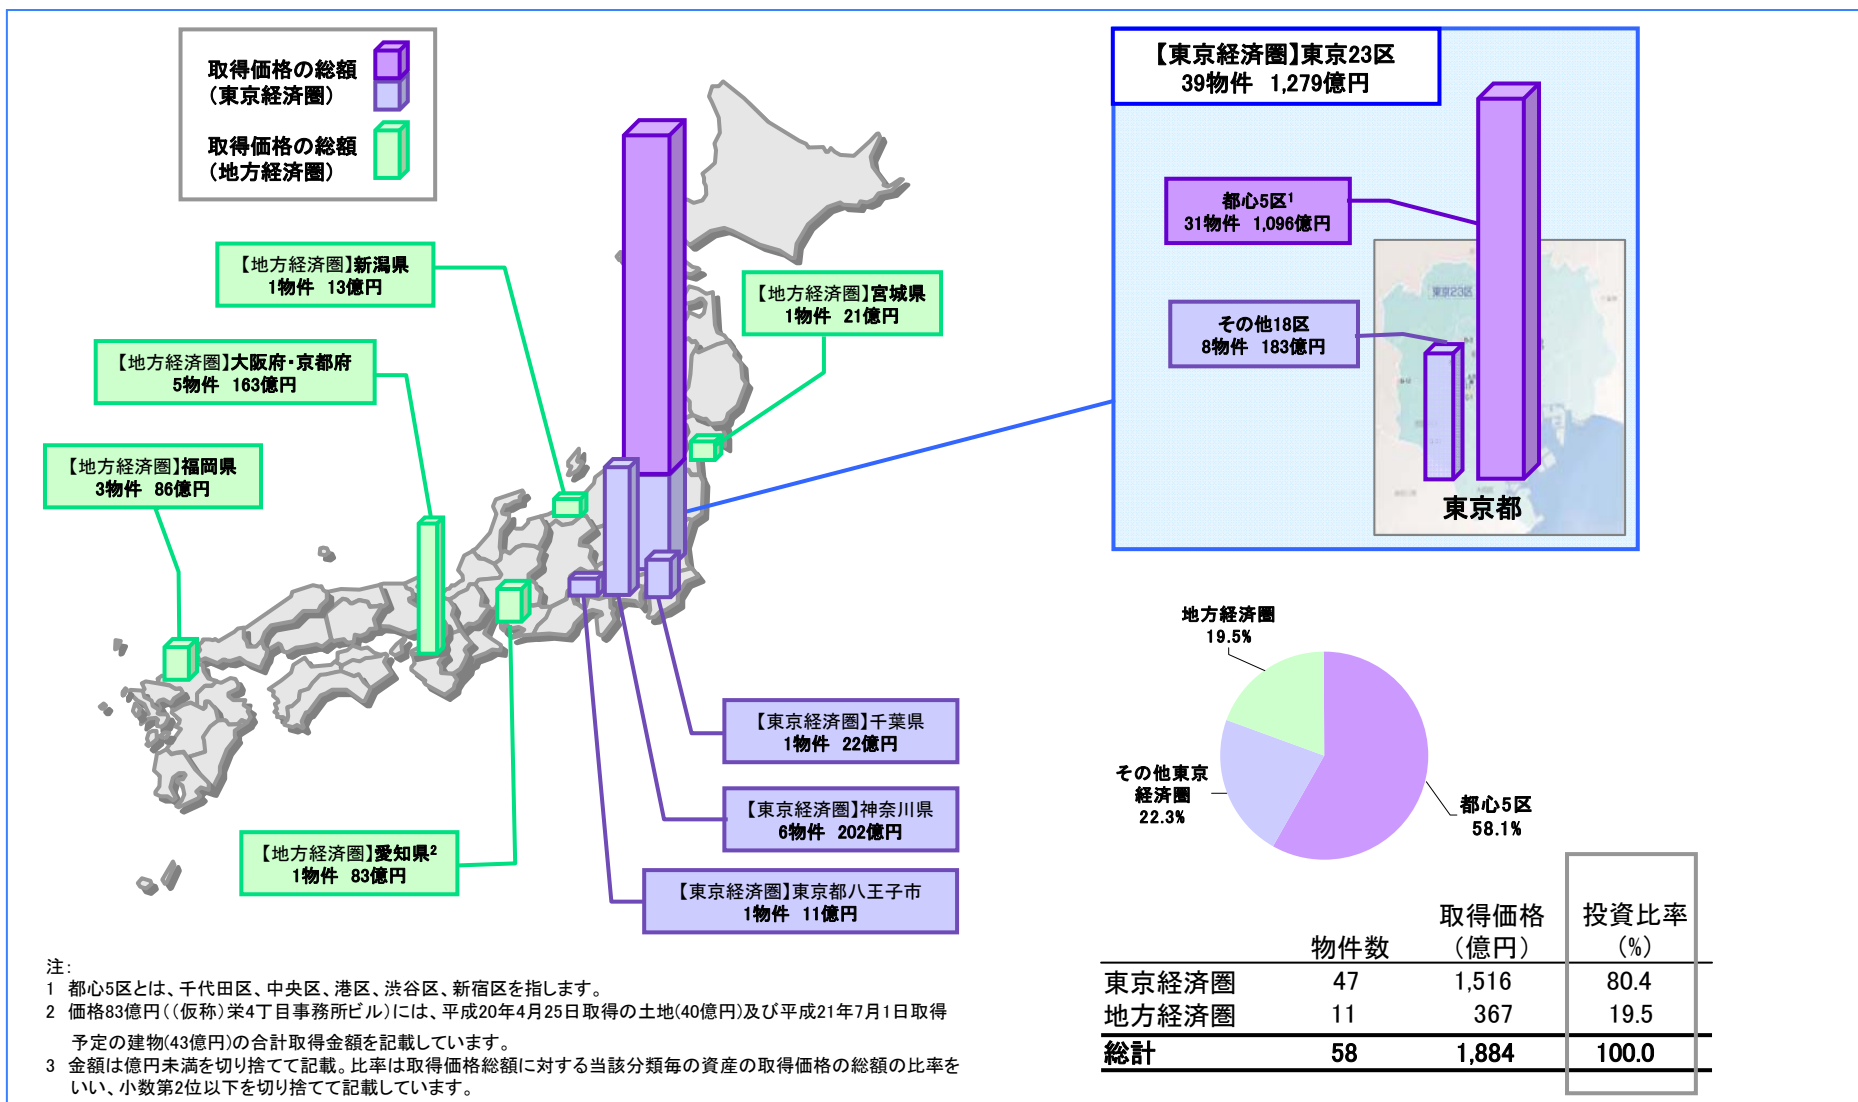 取得価格の総額
（東京経済圏）
取得価格の総額
（地方経済圏）
【東京経済圏】東京23区
39物件 1,279億円
都心5区1
31物件 1,096億円
東京23区
その他18区
8物件 183億円
東京都
【地方経済圏】新潟県
1物件 13億円
【地方経済圏】宮城県
1物件 21億円
【地方経済圏】大阪府・京都府
5物件 163億円
【地方経済圏】福岡県
3物件 86億円
【東京経済圏】千葉県
1物件 22億円
【東京経済圏】神奈川県
6物件 202億円
【地方経済圏】愛知県2
1物件 83億円
【東京経済圏】東京都八王子市
1物件 11億円
地方経済圏
19.5%
その他東京
経済圏
22.3%
都心5区
58.1%
物件数 取得価格（億円） 投資比率（%）
東京経済圏 47 1,516 80.4
地方経済圏 11 367 19.5
総計 58 1,884 100.0
注：
1 都心5区とは、千代田区、中央区、港区、渋谷区、新宿区を指します。
2 価格83億円（(仮称)栄4丁目事務所ビル）には、平成20年4月25日取得の土地(40億円)及び平成21年7月1日取得
予定の建物(43億円)の合計取得金額を記載しています。
3 金額は億円未満を切り捨てて記載。比率は取得価格総額に対する当該分類毎の資産の取得価格の総額の比率を
いい、小数第2位以下を切り捨てて記載しています。